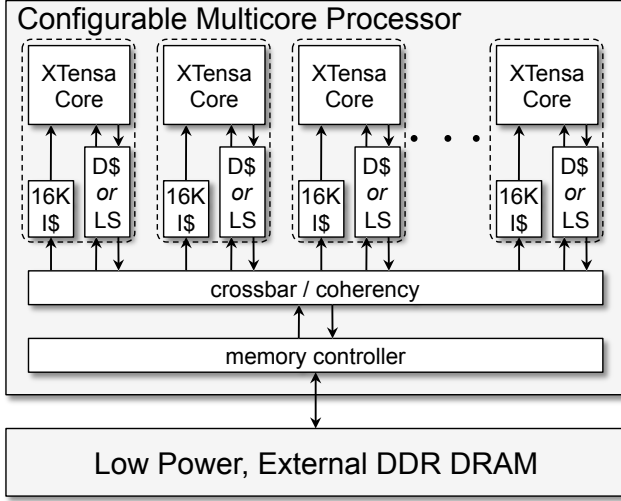 Configurable Multicore Processor
XTensa
Core
XTensa
Core
XTensa
Core
XTensa
Core
16K
I$
D$
or
LS
16K
I$
D$
or
LS
16K
I$
D$
or
LS
16K
I$
D$
or
LS
. . .
crossbar / coherency
memory controller
Low Power, External DDR DRAM